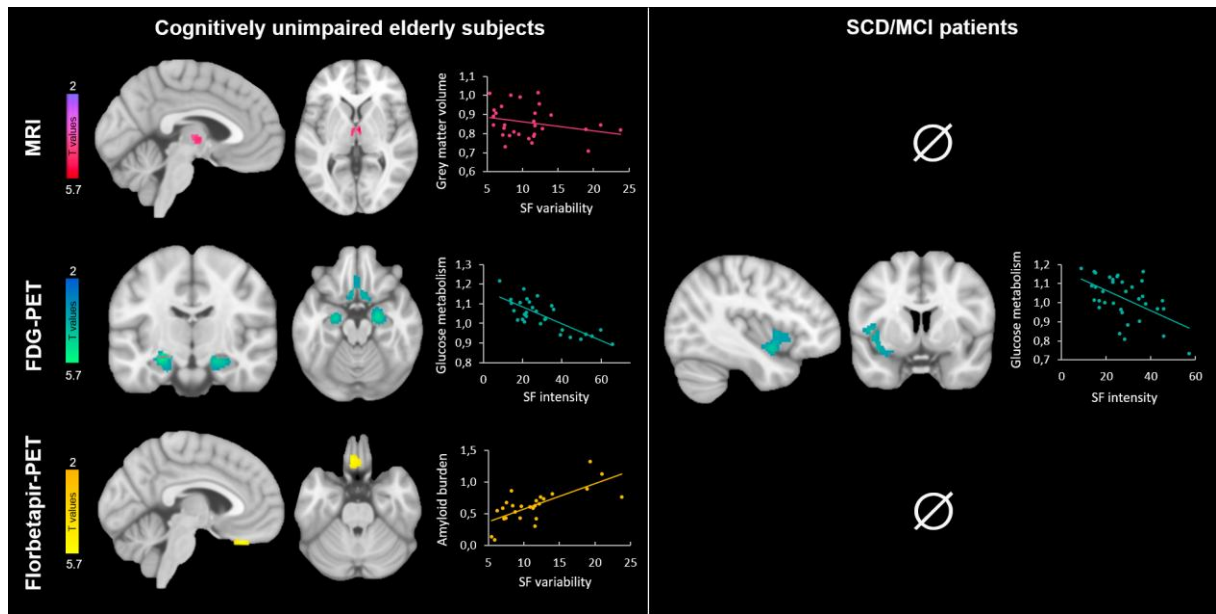 Cognitively unimpaired elderly subjects
SCD/MCI patients
MRI
2
T values
5.7
Grey matter volume
1,1
1,0
0,9
0,8
0,7
0,6
5 10 15 20 25
SF variability
∅
FDG-PET
2
T values
5.7
Glucose metabolism
1,3
1,2
1,1
1,0
0,9
0,8
0 20 40 60
SF intensity
Glucose metabolism
1,2
1,1
1,0
0,9
0,8
0,7
0 20 40 60
SF intensity
Florbetapir-PET
2
T values
5.7
Amyloid burden
1,5
1,0
0,5
0,0
5 10 15 20 25
SF variability
∅